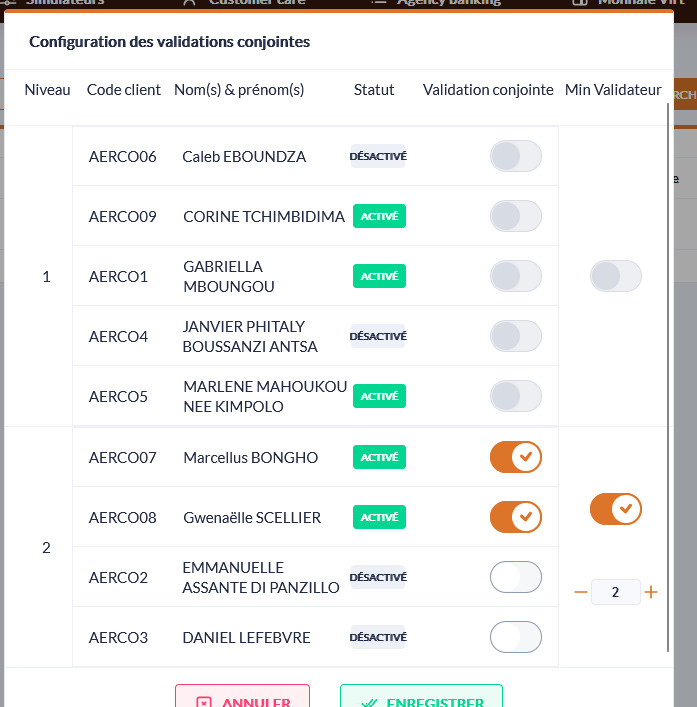 Simulateurs Customer care Agency banking Monnaie Virt
Configuration des validations conjointes
Niveau Code client Nom(s) & prénom(s) Statut Validation conjointe Min Validateur
RCH
AERCO06 Caleb EBOUNDZA DÉSACTIVÉ
e
AERCO09 CORINE TCHIMBIDIMA ACTIVÉ
1 AERCO1 GABRIELLA
MBOUNGOU ACTIVÉ
AERCO4 JANVIER PHITALY
BOUSSANZI ANTSA DÉSACTIVÉ
AERCO5 MARLENE MAHOUKOU
NEE KIMPOLO ACTIVÉ
AERCO07 Marcellus BONGHO ACTIVÉ
AERCO08 Gwenaëlle SCELLIER ACTIVÉ
2
AERCO2 EMMANUELLE
ASSANTE DI PANZILLO DÉSACTIVÉ
2
AERCO3 DANIEL LEFEBVRE DÉSACTIVÉ
ANNULER ENREGISTRER